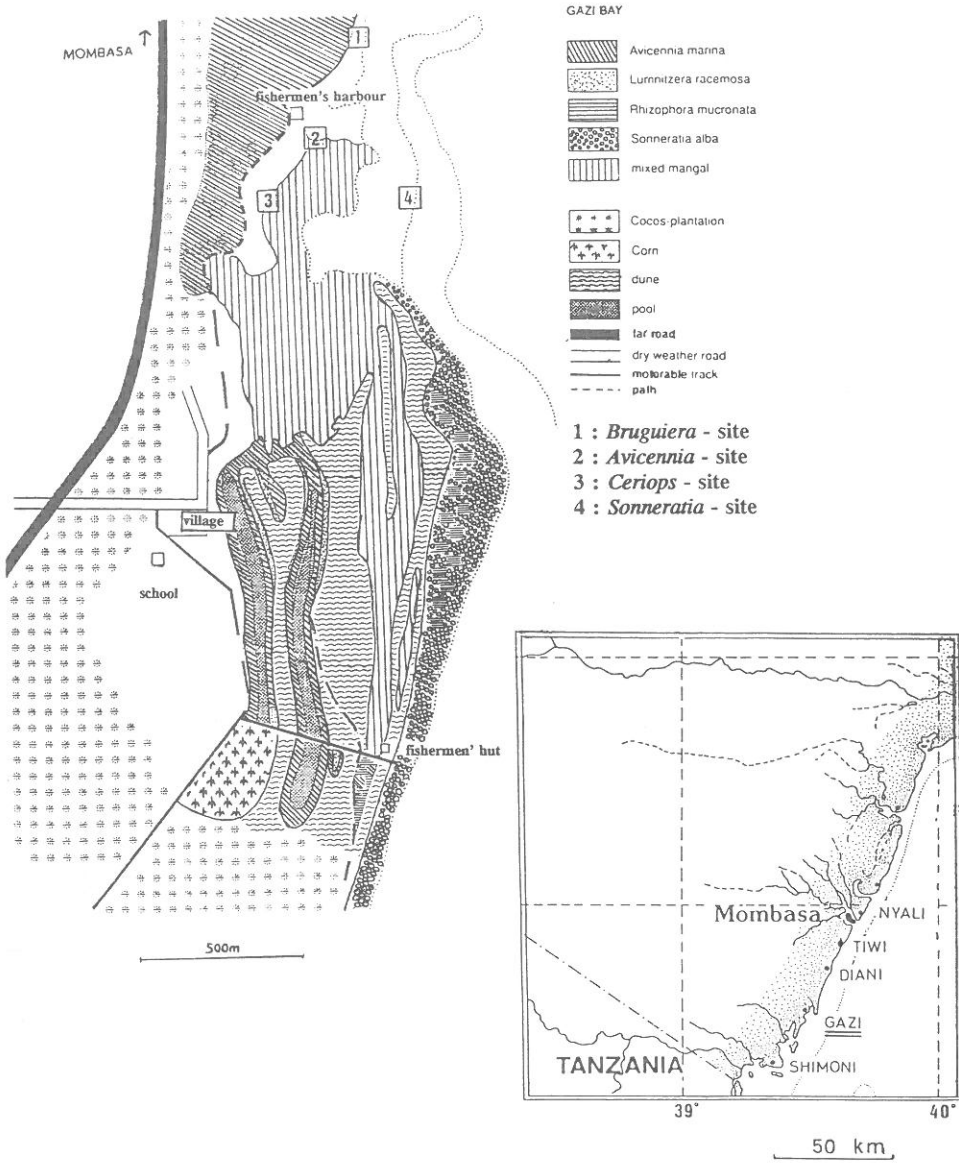 MOMBASA
1
fishermen's harbour
2
3
4
village
school
fishermen' hut
500m
GAZI BAY
Avicennia marina
Lumnitzera racemosa
Rhizophora mucronata
Sonneratia alba
mixed mangal
Cocos-plantation
Corn
dune
pool
tar road
dry weather road
motorable track
path
1 : Bruguiera - site
2 : Avicennia - site
3 : Ceriops - site
4 : Sonneratia - site
Mombasa
NYALI
TIWI
DIANI
GAZI
TANZANIA
SHIMONI
39°
40°
50 km